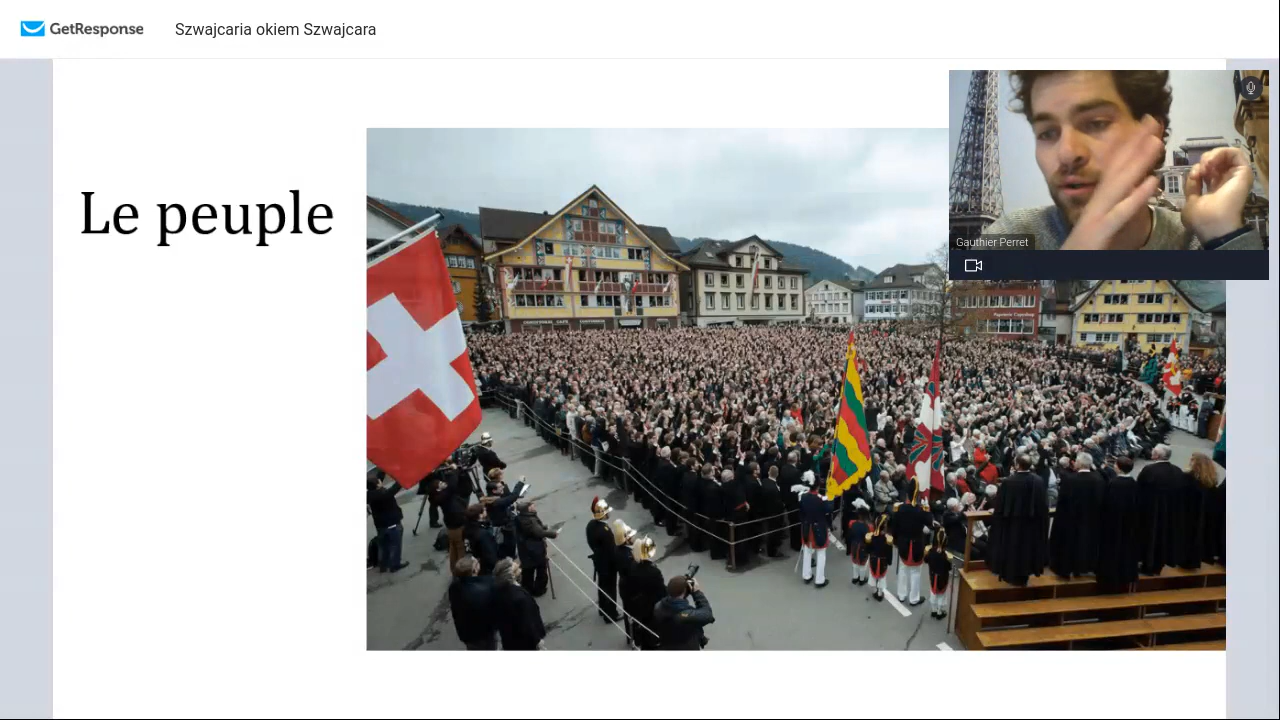 GetResponse
Szwajcaria okiem Szwajcara
Le peuple
Gauthier Perret